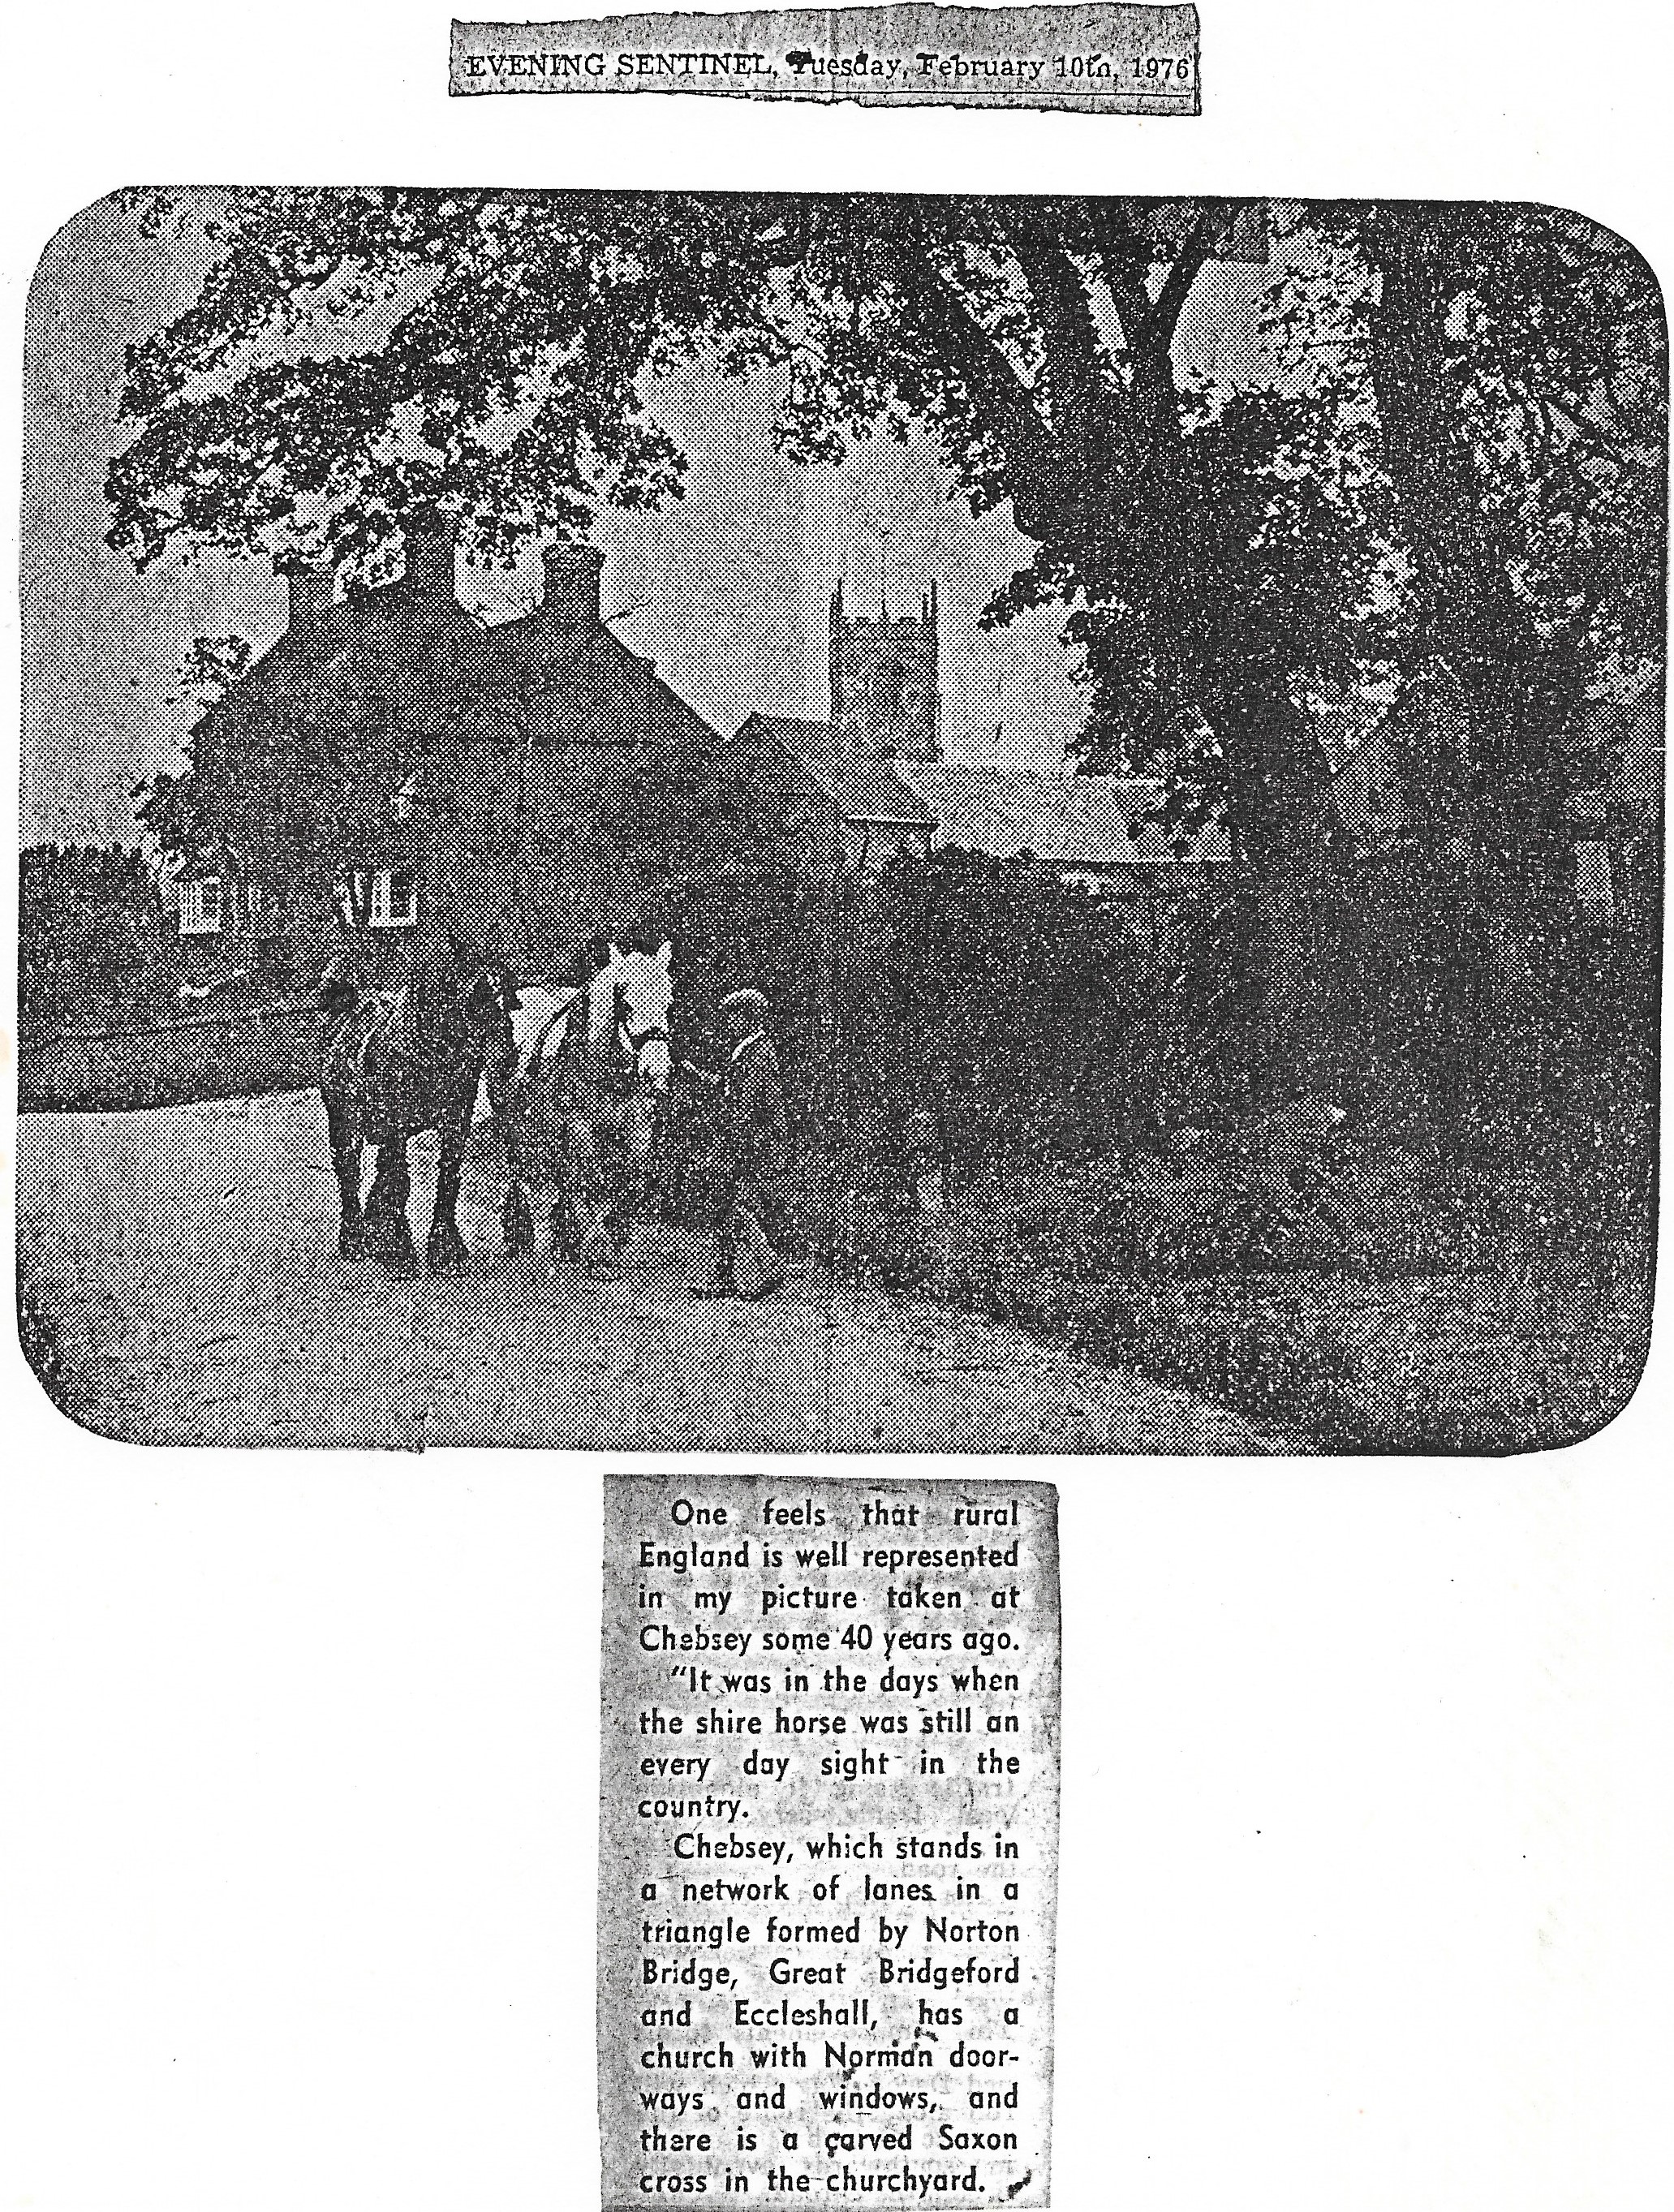 EVENING SENTINEL, Tuesday, February 10th, 1976
One feels that rural
England is well represented
in my picture taken at
Chebsey some 40 years ago.
"It was in the days when
the shire horse was still an
every day sight in the
country.
Chebsey, which stands in
a network of lanes in a
triangle formed by Norton
Bridge, Great Bridgeford
and Eccleshall, has a
church with Norman door-
ways and windows, and
there is a carved Saxon
cross in the churchyard.